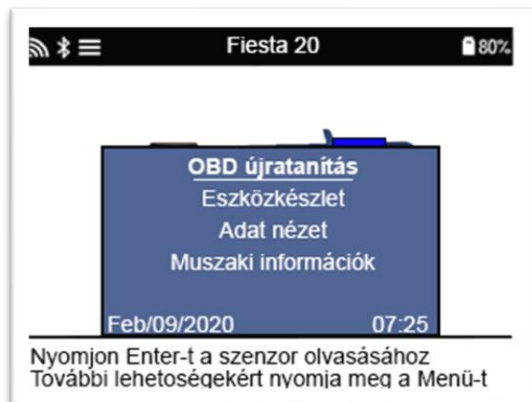 Fiesta 20
80%
OBD újratanítás
Eszközkészlet
Adat nézet
Muszaki információk
Feb/09/2020 07:25
Nyomjon Enter-t a szenzor olvasásához
További lehetoségekért nyomja meg a Menü-t